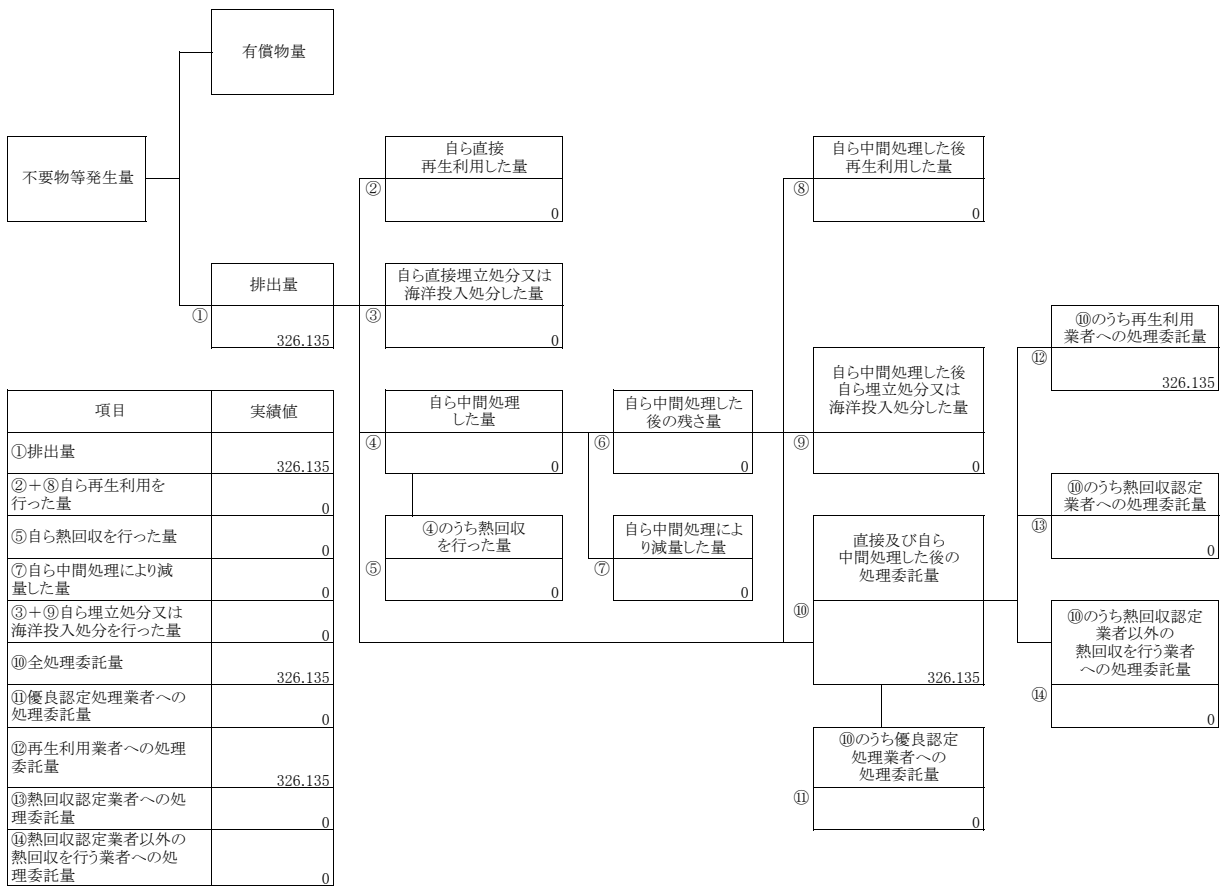 有償物量
不要物等発生量
自ら直接
再生利用した量
②
0
自ら中間処理した後
再生利用した量
⑧
0
排出量
①
326.135
自ら直接埋立処分又は
海洋投入処分した量
③
0
⑩のうち再生利用
業者への処理委託量
⑫
326.135
自ら中間処理
した量
④
0
自ら中間処理した
後の残さ量
⑥
0
自ら中間処理した後
自ら埋立処分又は
海洋投入処分した量
⑨
0
⑩のうち熱回収認定
業者への処理委託量
⑬
0
④のうち熱回収
を行った量
⑤
0
自ら中間処理によ
り減量した量
⑦
0
直接及び自ら
中間処理した後の
処理委託量
⑩
326.135
⑩のうち熱回収認定
業者以外の
熱回収を行う業者
への処理委託量
⑭
0
⑩のうち優良認定
処理業者への
処理委託量
⑪
0
項目 実績値
①排出量
326.135
②＋⑧自ら再生利用を
行った量
0
⑤自ら熱回収を行った量
0
⑦自ら中間処理により減
量した量
0
③＋⑨自ら埋立処分又は
海洋投入処分を行った量
0
⑩全処理委託量
326.135
⑪優良認定処理業者への
処理委託量
0
⑫再生利用業者への処理
委託量
326.135
⑬熱回収認定業者への処
理委託量
0
⑭熱回収認定業者以外の
熱回収を行う業者への処
理委託量
0